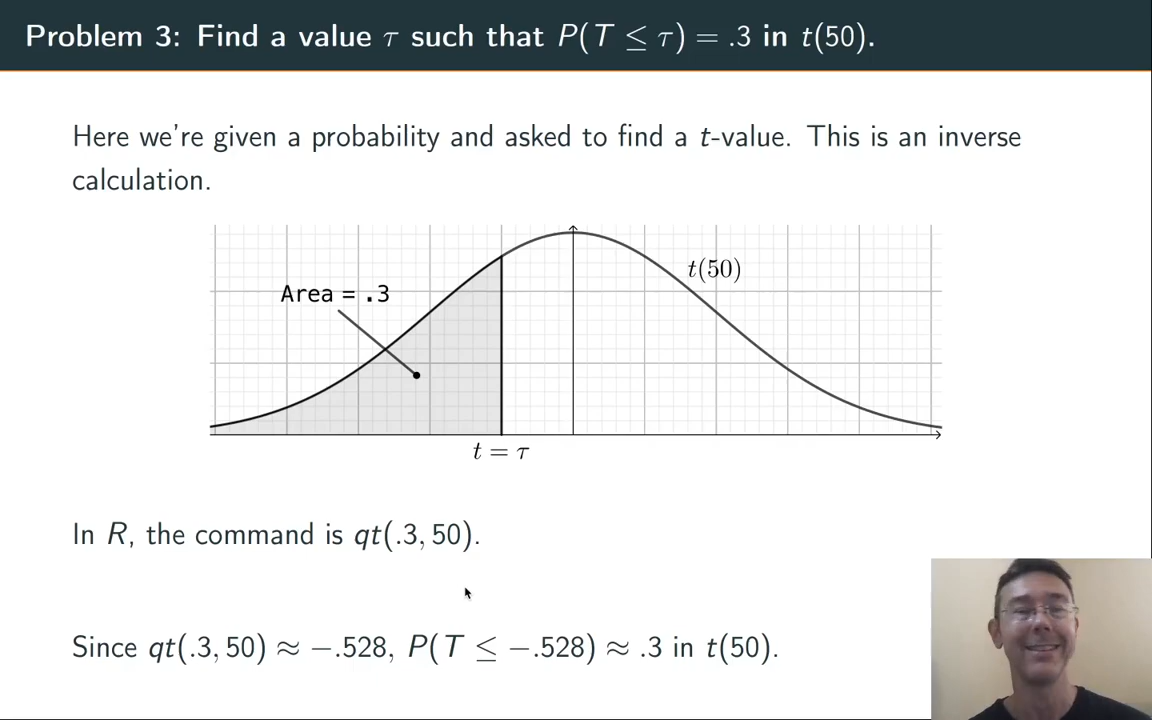 Problem 3: Find a value τ such that P(T ≤ τ) = .3 in t(50).
Here we're given a probability and asked to find a t-value. This is an inverse
calculation.
t(50)
Area = .3
t = τ
In R, the command is qt(.3, 50).
Since qt(.3, 50) ≈ −.528, P(T ≤ −.528) ≈ .3 in t(50).